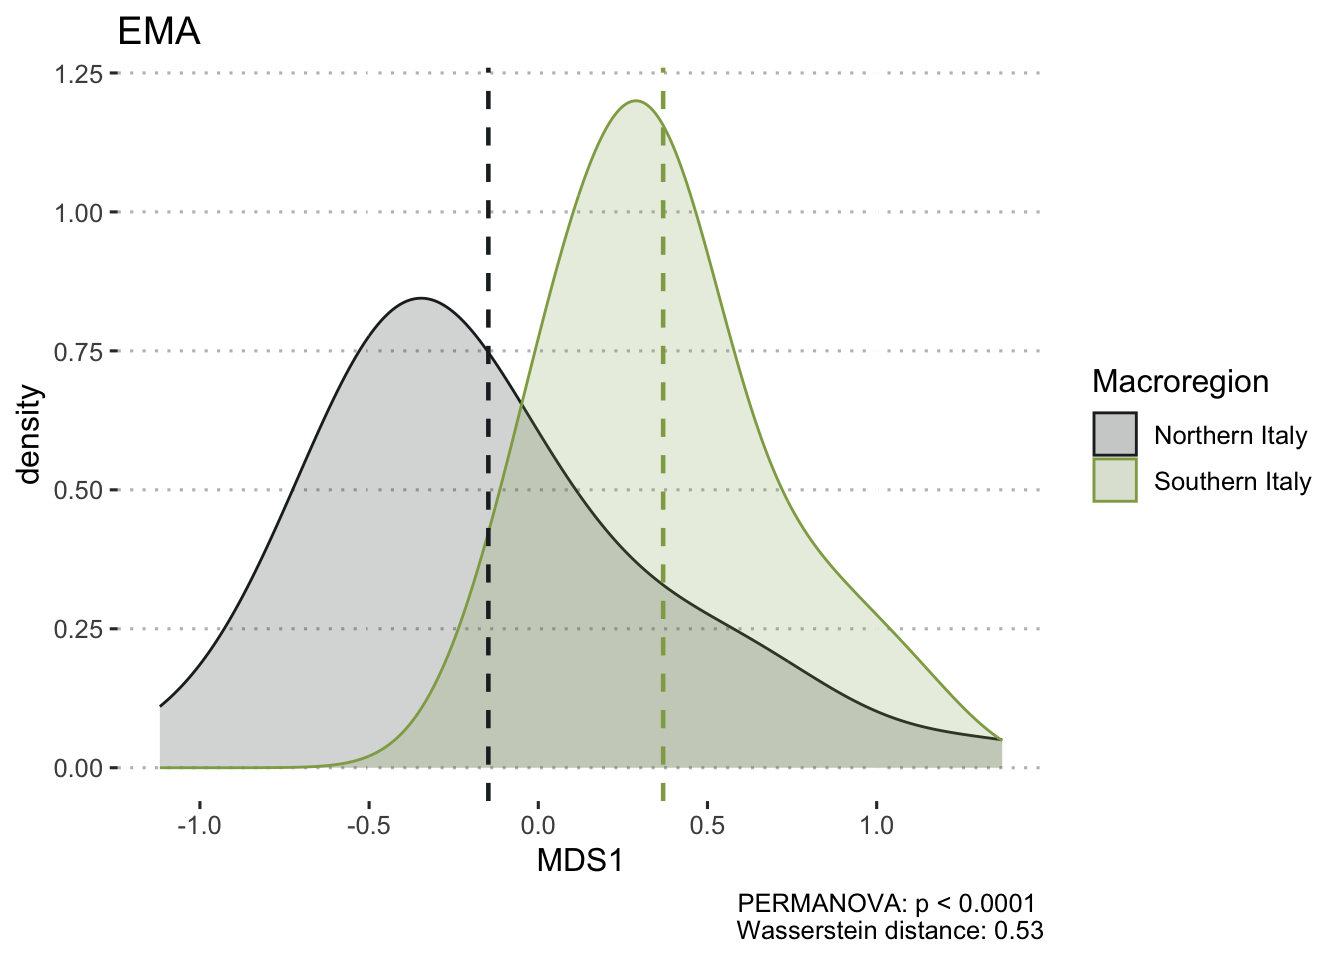 EMA
1.25
1.00
0.75
0.50
0.25
0.00
density
-1.0 -0.5 0.0 0.5 1.0
MDS1
Macroregion
Northern Italy
Southern Italy
PERMANOVA: p < 0.0001
Wasserstein distance: 0.53